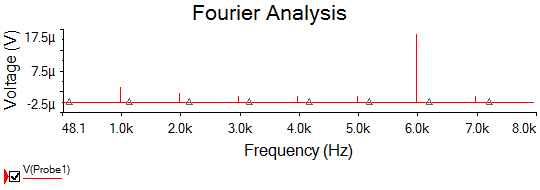 Fourier Analysis
Voltage (V)
17.5µ
7.5µ
-2.5µ
48.1 1.0k 2.0k 3.0k 4.0k 5.0k 6.0k 7.0k 8.0k
Frequency (Hz)
V(Probe1)